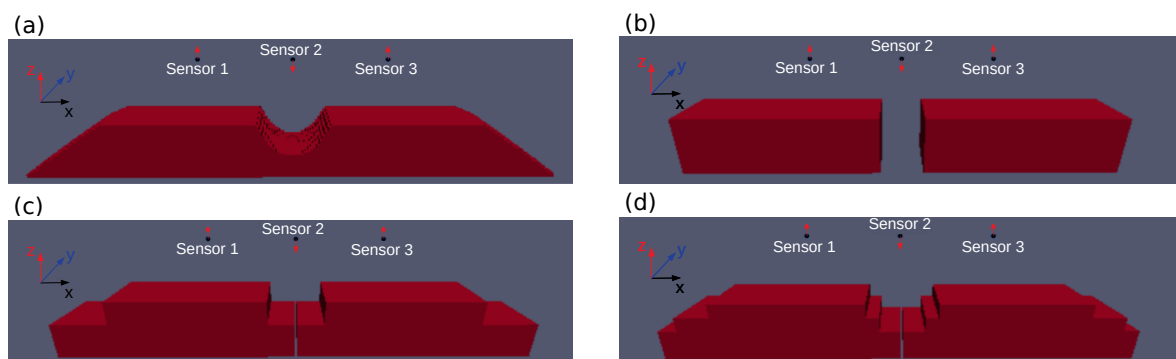 (a)
Sensor 2
Sensor 1
Sensor 3
z
y
x
(b)
Sensor 2
Sensor 1
Sensor 3
z
y
x
(c)
Sensor 2
Sensor 1
Sensor 3
z
y
x
(d)
Sensor 2
Sensor 1
Sensor 3
z
y
x